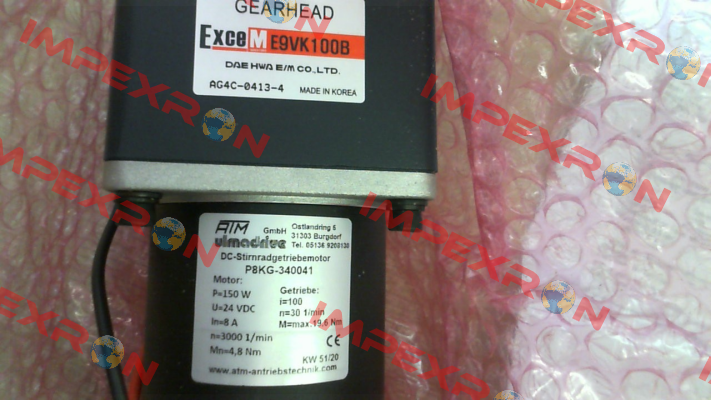 GEARHEAD
ExceM E9VK100B
DAE HWA E/M CO.,LTD.
AG4C-0413-4 MADE IN KOREA
ATM GmbH
ulmadrive
Ostlandring 5
31303 Burgdorf
Tel. 05136 9200130
DC-Stirnradgetriebemotor
P8KG-340041
Motor: Getriebe:
P=150 W i=100
U=24 VDC n=30 1/min
In=8 A M=max.19,6 Nm
n=3000 1/min CE
Mn=4,8 Nm KW 51/20
www.atm-antriebstechnik.com
IMPEXRON
IMPEXRON
IMPEXRON
IMPEXRON
IMPEXRON